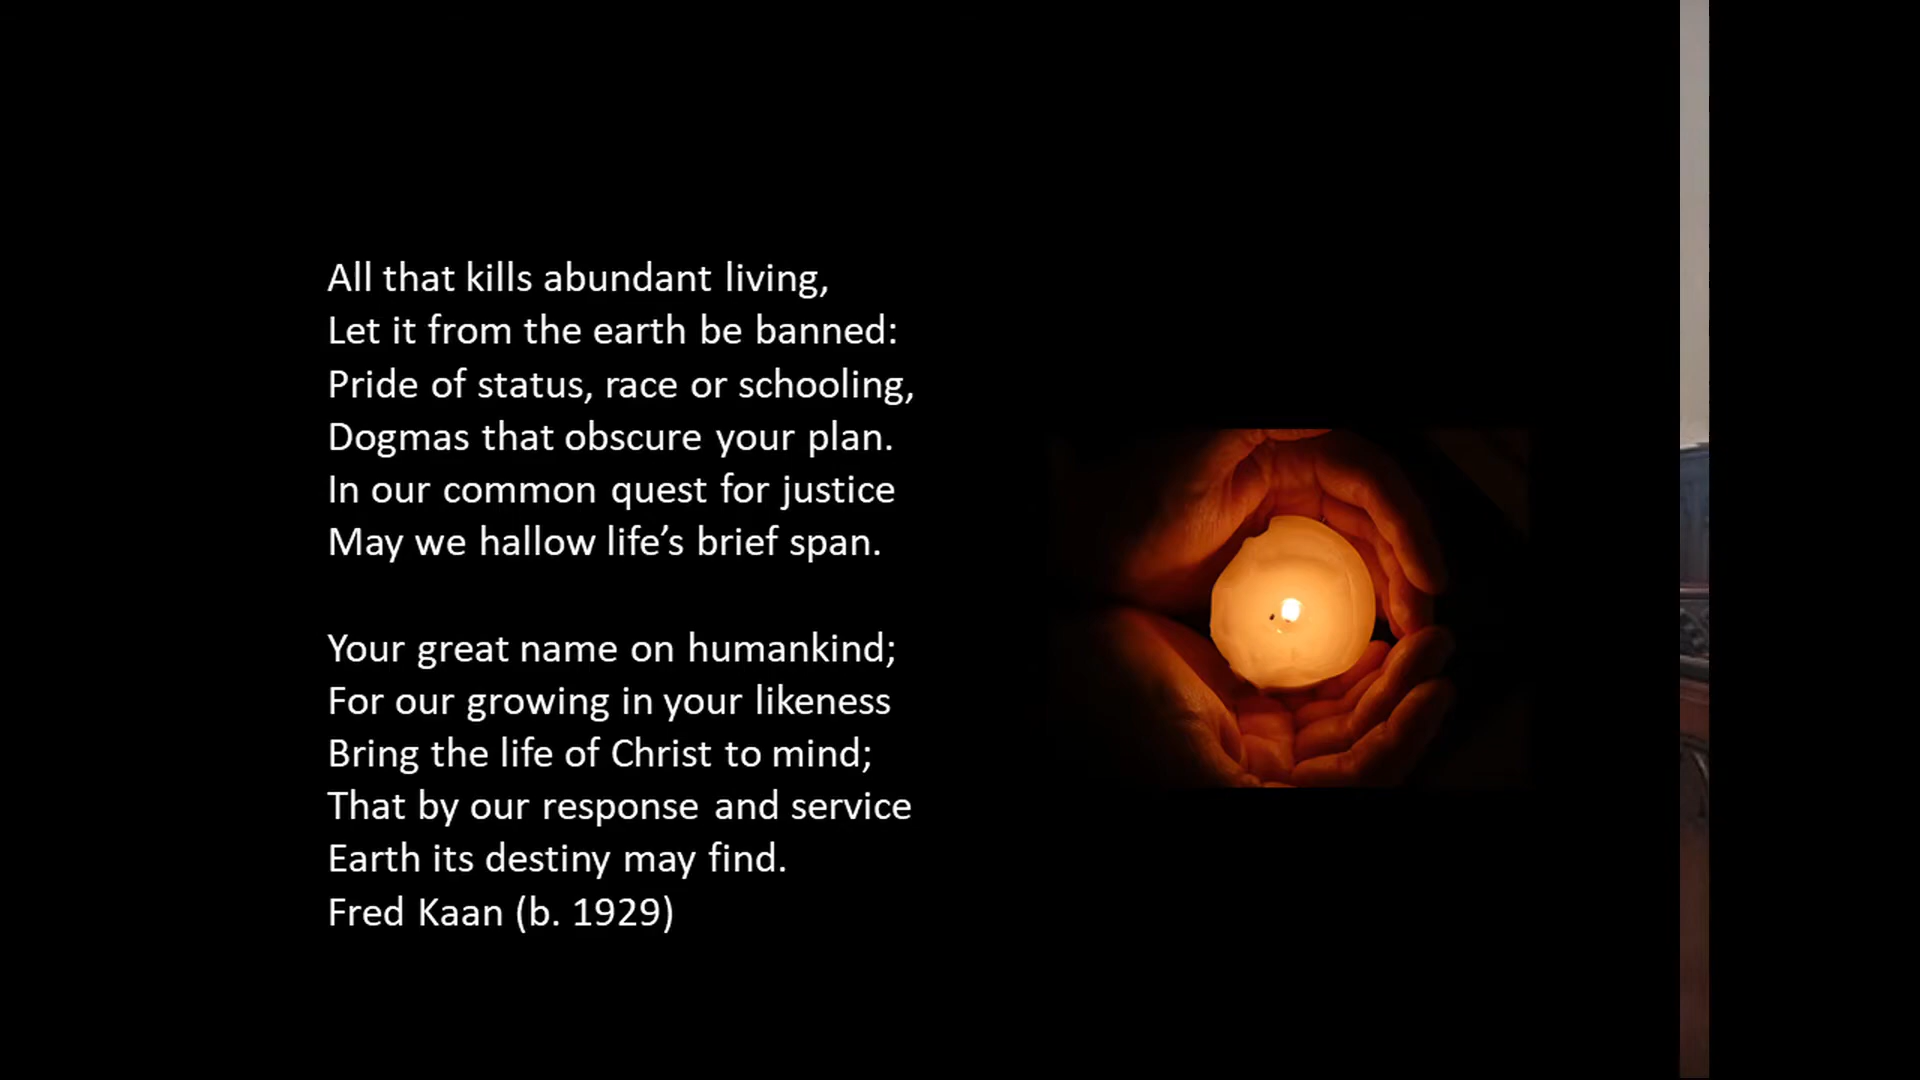 All that kills abundant living,
Let it from the earth be banned:
Pride of status, race or schooling,
Dogmas that obscure your plan.
In our common quest for justice
May we hallow life’s brief span.
Your great name on humankind;
For our growing in your likeness
Bring the life of Christ to mind;
That by our response and service
Earth its destiny may find.
Fred Kaan (b. 1929)